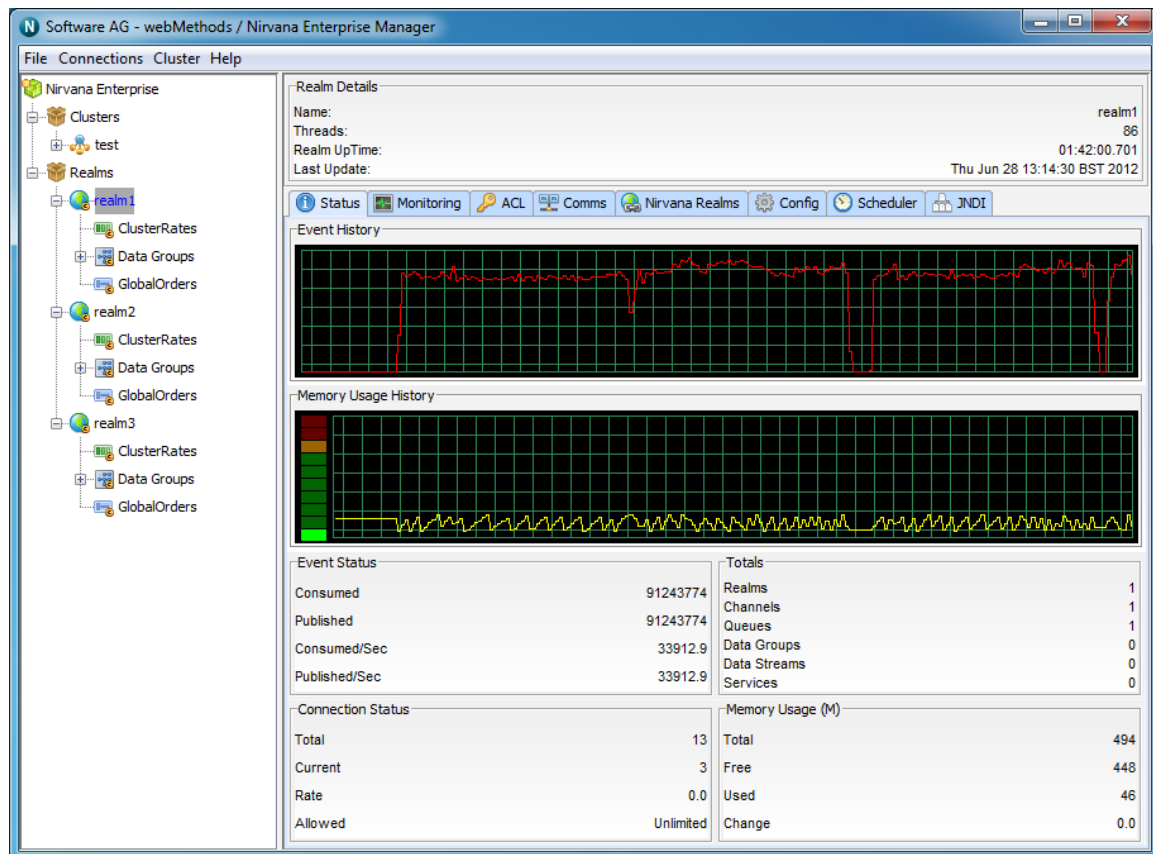 Software AG - webMethods / Nirvana Enterprise Manager
File Connections Cluster Help
Nirvana Enterprise
Clusters
test
Realms
realm1
ClusterRates
Data Groups
GlobalOrders
realm2
ClusterRates
Data Groups
GlobalOrders
realm3
ClusterRates
Data Groups
GlobalOrders
Realm Details
Name: realm1
Threads: 86
Realm UpTime: 01:42:00.701
Last Update: Thu Jun 28 13:14:30 BST 2012
Status Monitoring ACL Comms Nirvana Realms Config Scheduler JNDI
Event History
Memory Usage History
Event Status
Consumed 91243774
Published 91243774
Consumed/Sec 33912.9
Published/Sec 33912.9
Totals
Realms 1
Channels 1
Queues 1
Data Groups 0
Data Streams 0
Services 0
Connection Status
Total 13
Current 3
Rate 0.0
Allowed Unlimited
Memory Usage (M)
Total 494
Free 448
Used 46
Change 0.0